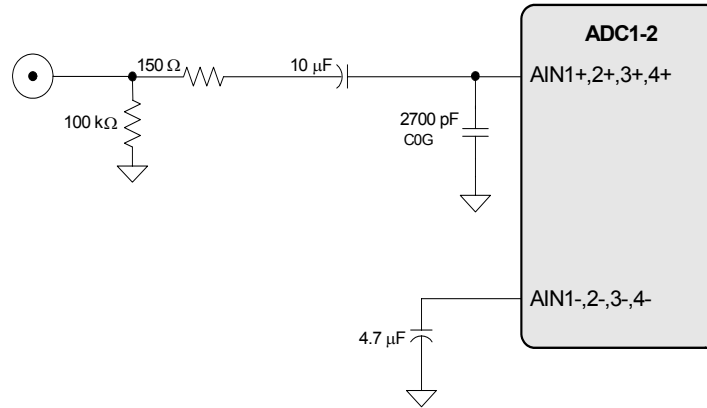 ADC1-2
150 Ω
10 μF
AIN1+,2+,3+,4+
100 kΩ
2700 pF
C0G
AIN1-,2-,3-,4-
4.7 μF